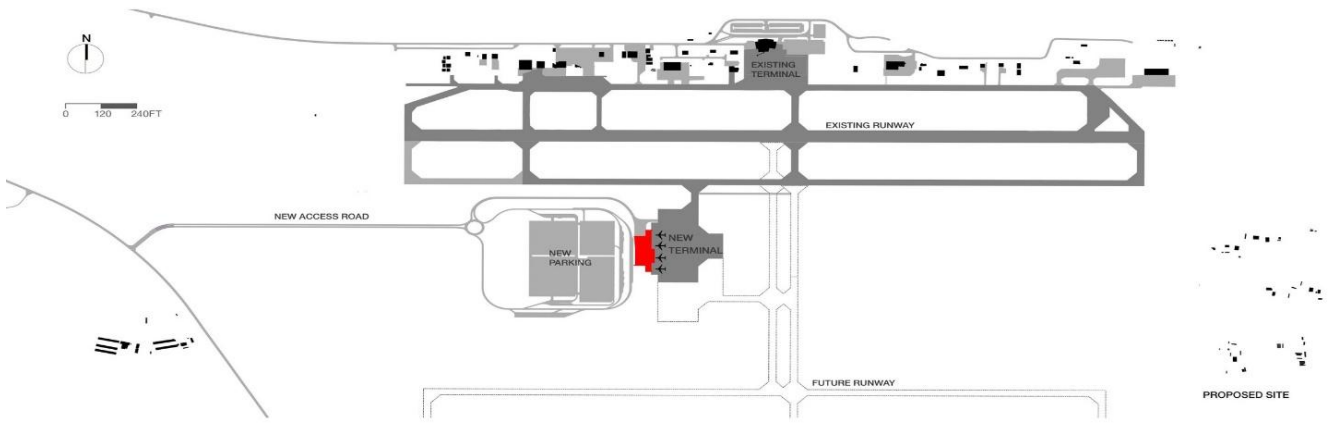 N
0 120 240FT
EXISTING
TERMINAL
EXISTING RUNWAY
NEW ACCESS ROAD
NEW
PARKING
NEW
TERMINAL
FUTURE RUNWAY
PROPOSED SITE